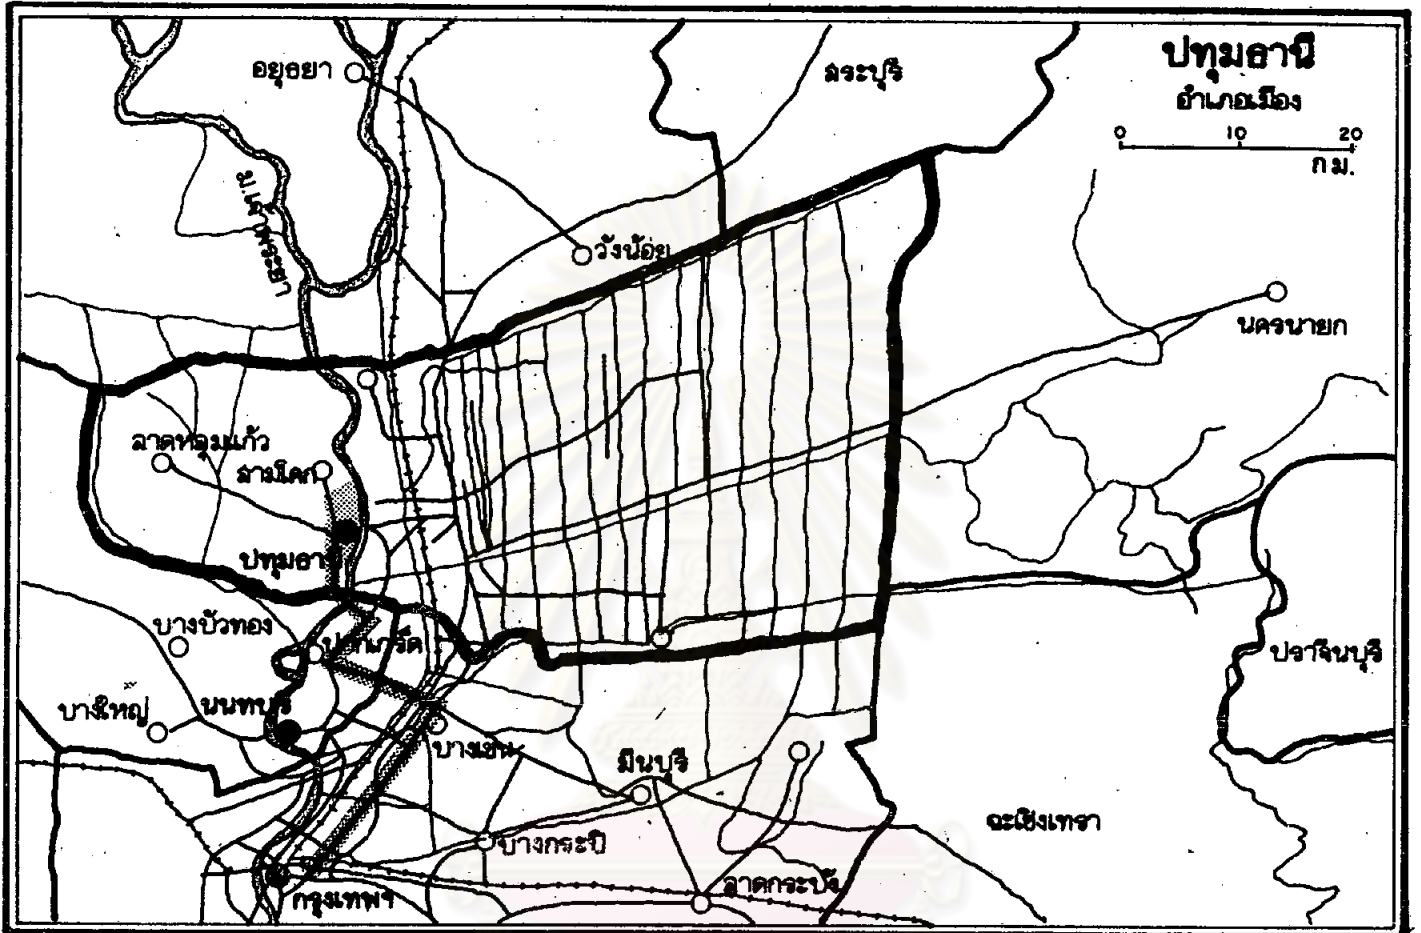 ปทุมธานี
อำเภอเมือง
0 10 20
กม.
อยุธยา
สระบุรี
วังน้อย
นครนายก
ลาดหลุมแก้ว
สามโคก
ปทุมธานี
บางบัวทอง
ปากเกร็ด
ปราจีนบุรี
บางใหญ่
นนทบุรี
บางเขน
มีนบุรี
ฉะเชิงเทรา
บางกระปิ
ลาดกระบัง
กรุงเทพฯ